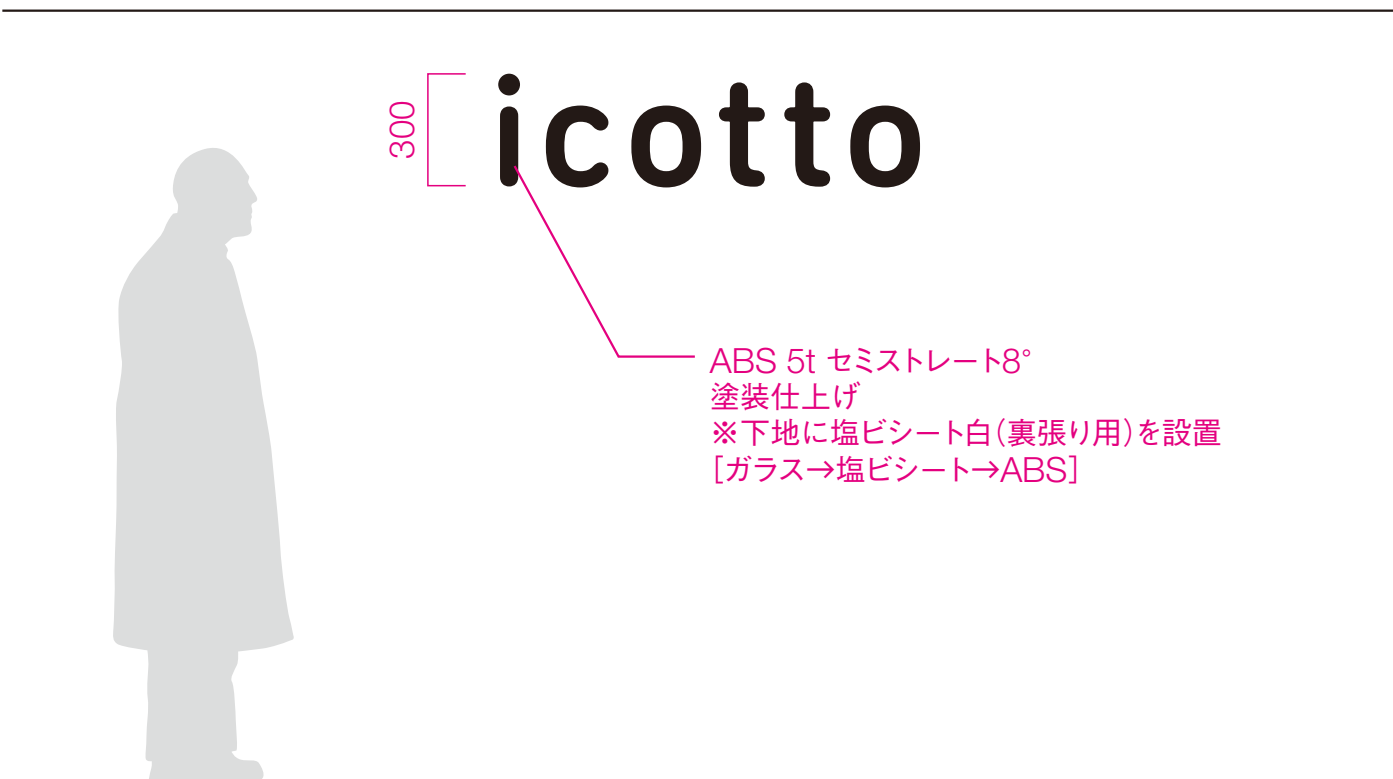 icotto
300
ABS 5t セミストレート8°
塗装仕上げ
※下地に塩ビシート白(裏張り用)を設置
[ガラス→塩ビシート→ABS]